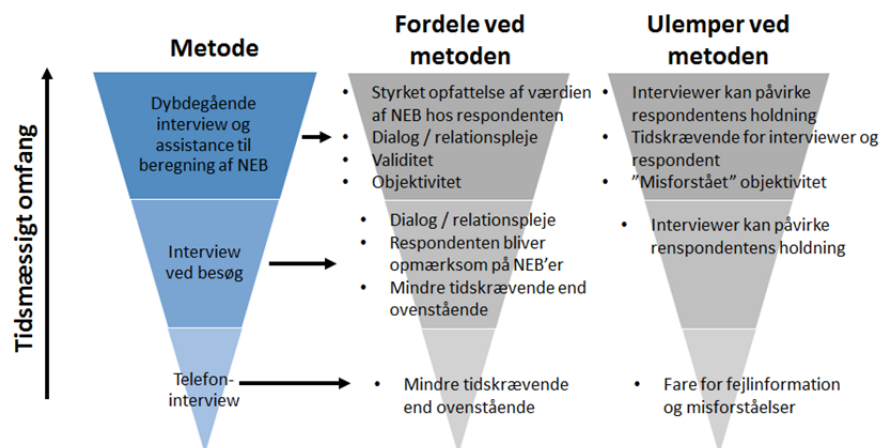 Metode
Fordele ved
metoden
Ulemper ved
metoden
Tidsmæssigt omfang
Dybdegående
interview og
assistance til
beregning af NEB
• Styrket opfattelse af værdien
af NEB hos respondenten
• Dialog / relationspleje
• Validitet
• Objektivitet
• Interviewer kan påvirke
respondentens holdning
• Tidskrævende for interviewer og
respondent
• ”Misforstået” objektivitet
Interview
ved besøg
• Dialog / relationspleje
• Respondenten bliver
opmærksom på NEB’er
• Mindre tidskrævende end
ovenstående
• Interviewer kan påvirke
renspondentens holdning
Telefon-
interview
• Mindre tidskrævende
end ovenstående
• Fare for fejlinformation
og misforståelser